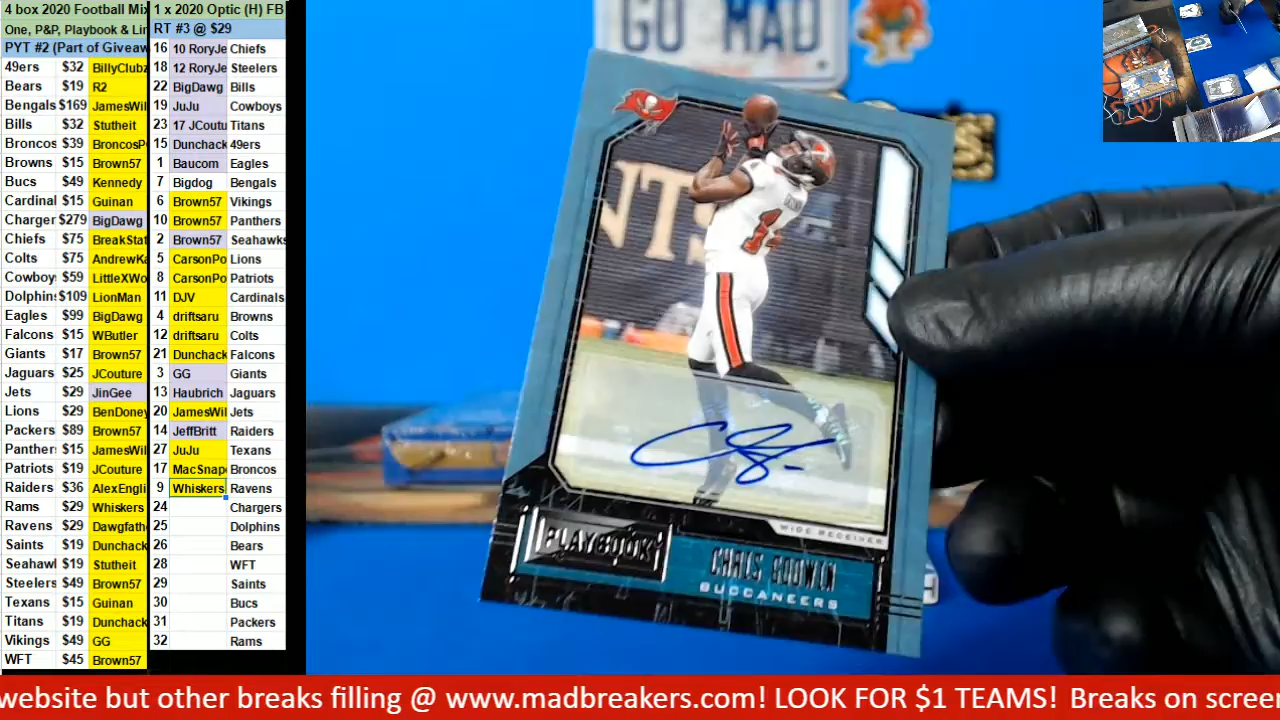 4 box 2020 Football Mix
One, P&P, Playbook & Lim
PYT #2 (Part of Giveaw
49ers $32 BillyClubz
Bears $19 R2
Bengals $169 JamesWil
Bills $32 Stutheit
Broncos $39 BroncosP
Browns $15 Brown57
Bucs $49 Kennedy
Cardinal $15 Guinan
Charger $279 BigDawg
Chiefs $75 BreakStat
Colts $75 AndrewKa
Cowboy $59 LittleXWo
Dolphins $109 LionMan
Eagles $99 BigDawg
Falcons $15 WButler
Giants $17 Brown57
Jaguars $25 JCouture
Jets $29 JinGee
Lions $29 BenDoney
Packers $89 Brown57
Panther $15 JamesWil
Patriots $19 JCouture
Raiders $36 AlexEngli
Rams $29 Whiskers
Ravens $29 Dawgfath
Saints $19 Dunchack
Seahawl $19 Stutheit
Steelers $49 Brown57
Texans $15 Guinan
Titans $19 Dunchack
Vikings $49 GG
WFT $45 Brown57
1 x 2020 Optic (H) FB
RT #3 @ $29
16 10 RoryJe Chiefs
18 12 RoryJe Steelers
22 BigDawg Bills
19 JuJu Cowboys
23 17 JCoutu Titans
15 Dunchack 49ers
1 Baucom Eagles
7 Bigdog Bengals
6 Brown57 Vikings
10 Brown57 Panthers
2 Brown57 Seahawks
5 CarsonPo Lions
8 CarsonPo Patriots
11 DJV Cardinals
4 driftsaru Browns
12 driftsaru Colts
21 Dunchack Falcons
3 GG Giants
13 Haubrich Jaguars
20 JamesWil Jets
14 JeffBritt Raiders
27 JuJu Texans
17 MacSnap Broncos
9 Whiskers Ravens
24 Chargers
25 Dolphins
26 Bears
28 WFT
29 Saints
30 Bucs
31 Packers
32 Rams
GO MAD
NTS
WIDE RECEIVER
PLAYBOOK
CHRIS GODWIN
BUCCANEERS
website but other breaks filling @ www.madbreakers.com! LOOK FOR $1 TEAMS! Breaks on screen